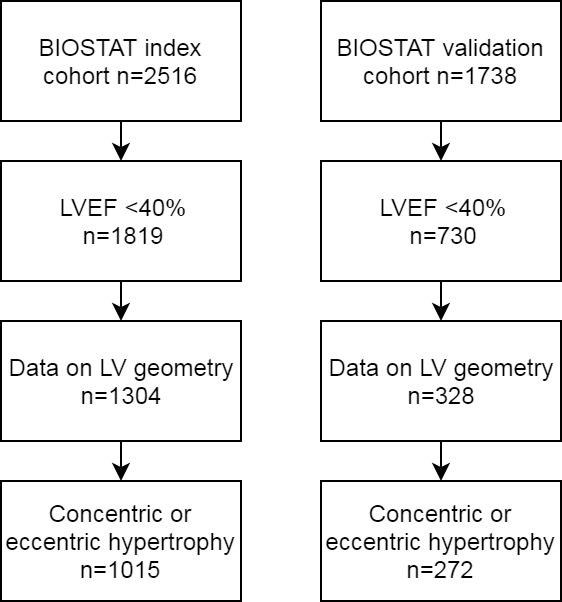 BIOSTAT index
cohort n=2516
LVEF <40%
n=1819
Data on LV geometry
n=1304
Concentric or
eccentric hypertrophy
n=1015
BIOSTAT validation
cohort n=1738
LVEF <40%
n=730
Data on LV geometry
n=328
Concentric or
eccentric hypertrophy
n=272